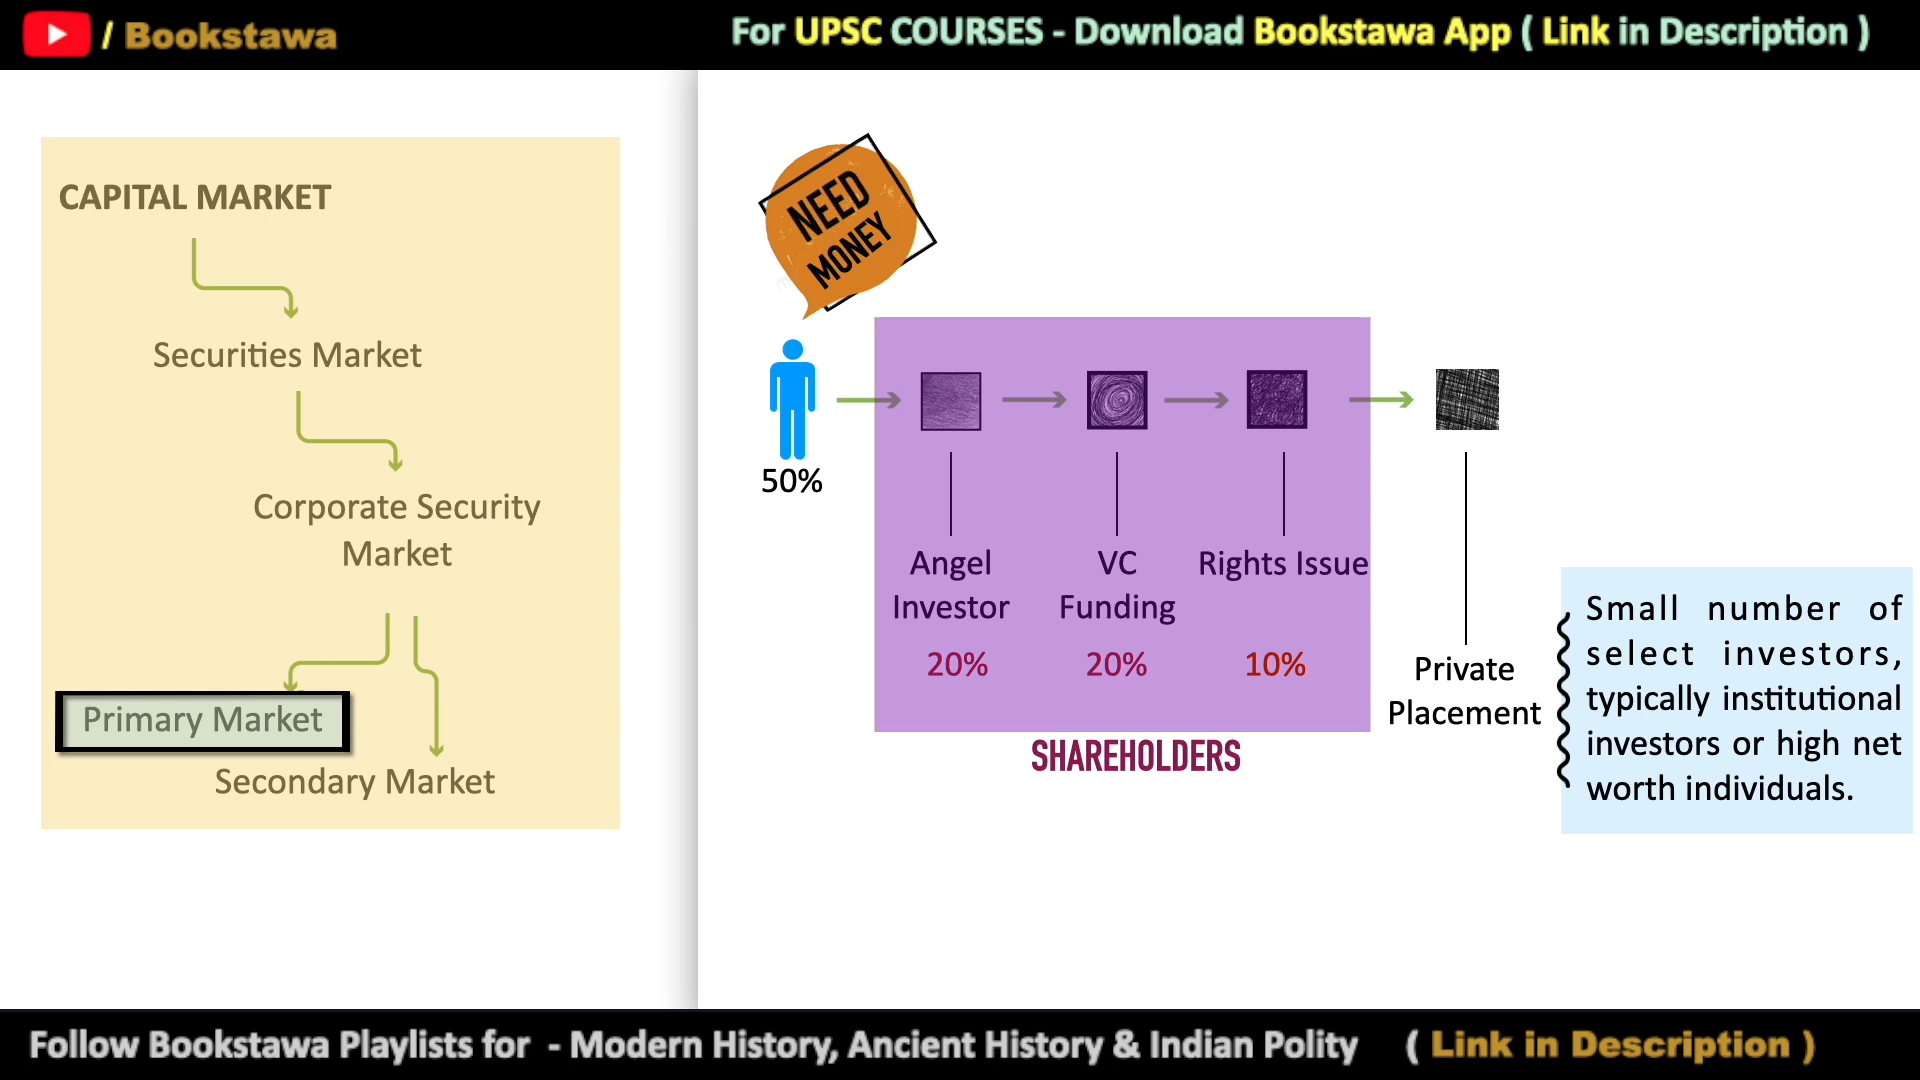 / Bookstawa
For UPSC COURSES - Download Bookstawa App ( Link in Description )
CAPITAL MARKET
Securities Market
Corporate Security
Market
Primary Market
Secondary Market
NEED
MONEY
50%
Angel
Investor
20%
VC
Funding
20%
Rights Issue
10%
SHAREHOLDERS
Private
Placement
Small number of
select investors,
typically institutional
investors or high net
worth individuals.
Follow Bookstawa Playlists for - Modern History, Ancient History & Indian Polity ( Link in Description )